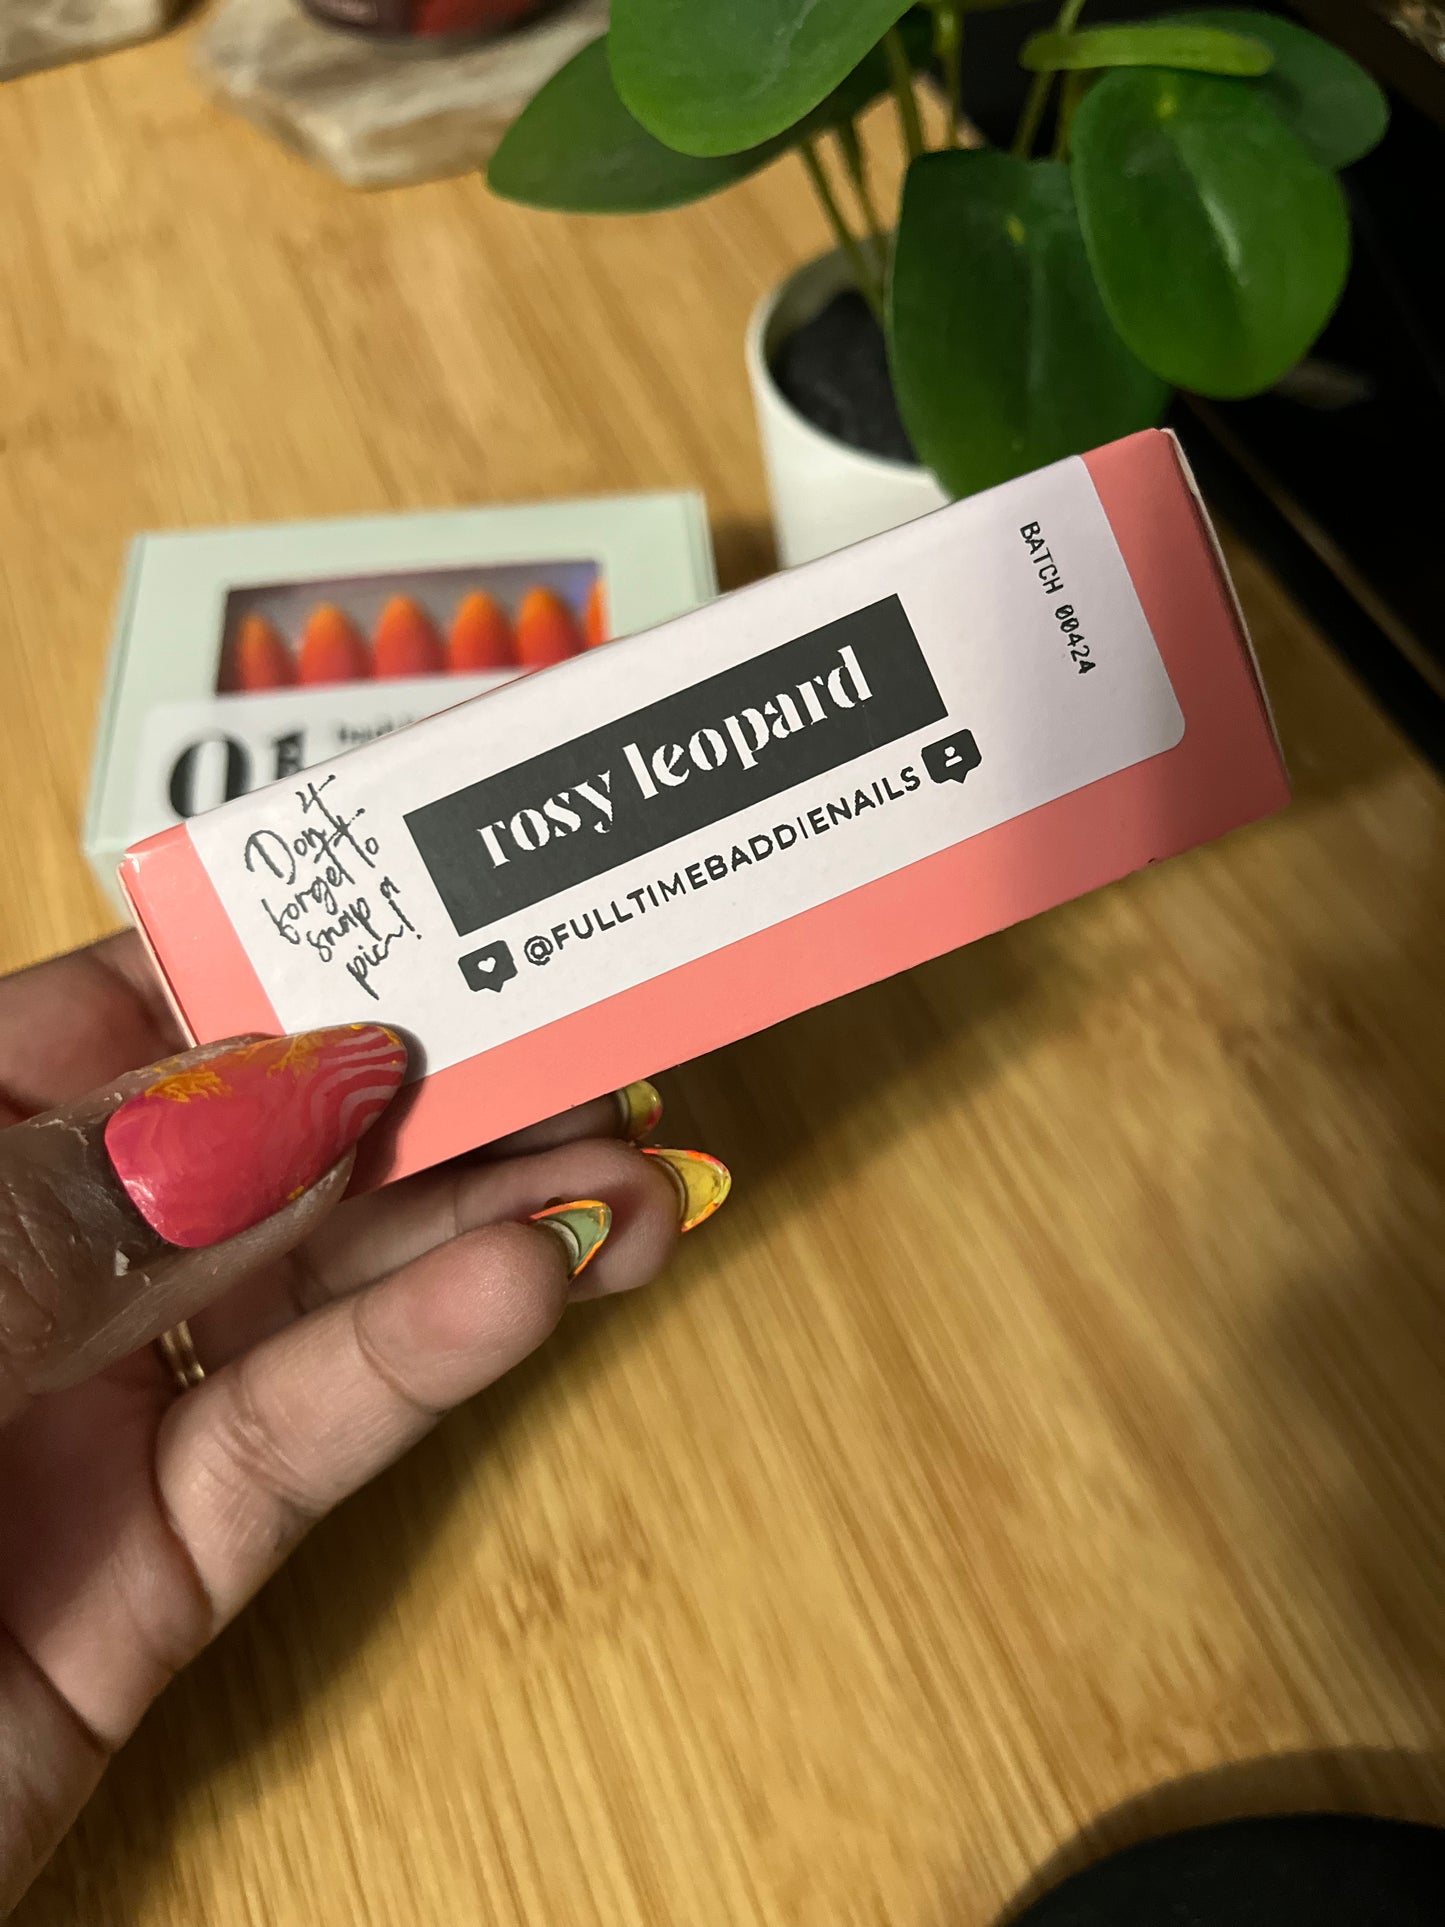 Don't
forget to
snap a
pic!
rosy leopard
@FULLTIMEBADDIENAILS
BATCH 00424